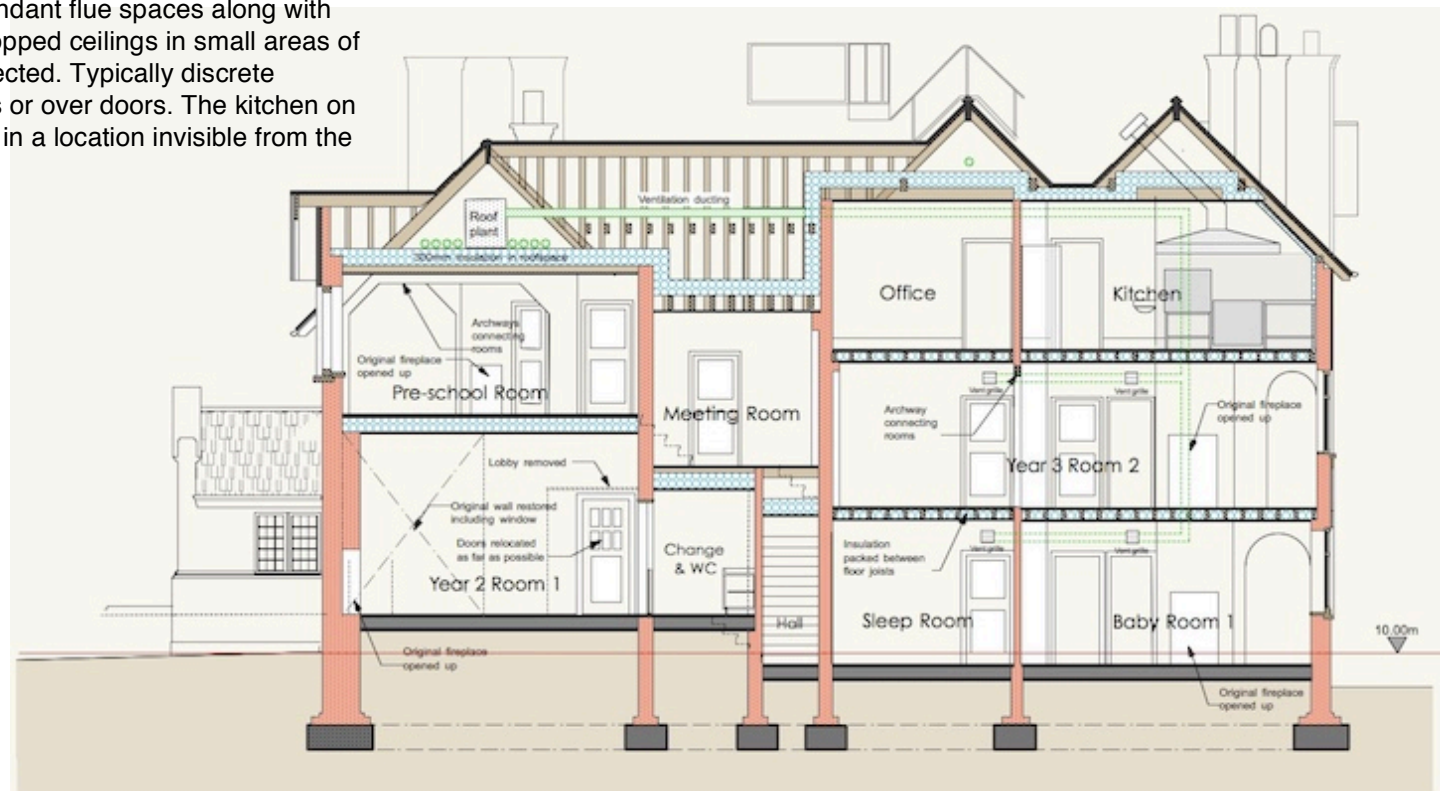 ndant flue spaces along with
opped ceilings in small areas of
ected. Typically discrete
s or over doors. The kitchen on
in a location invisible from the
Roof
plant
Ventilation ducting
300mm insulation in roofspace
Archways
connecting
rooms
Original fireplace
opened up
Pre-school Room
Meeting Room
Office
Kitchen
Vent grille
Vent grille
Archway
connecting
rooms
Original fireplace
opened up
Year 3 Room 2
Lobby removed
Original wall restored
including window
Doors relocated
as far as possible
Year 2 Room 1
Change
& WC
Hall
Insulation
packed between
floor joists
Vent grille
Vent grille
Sleep Room
Baby Room 1
10.00m
Original fireplace
opened up
Original fireplace
opened up